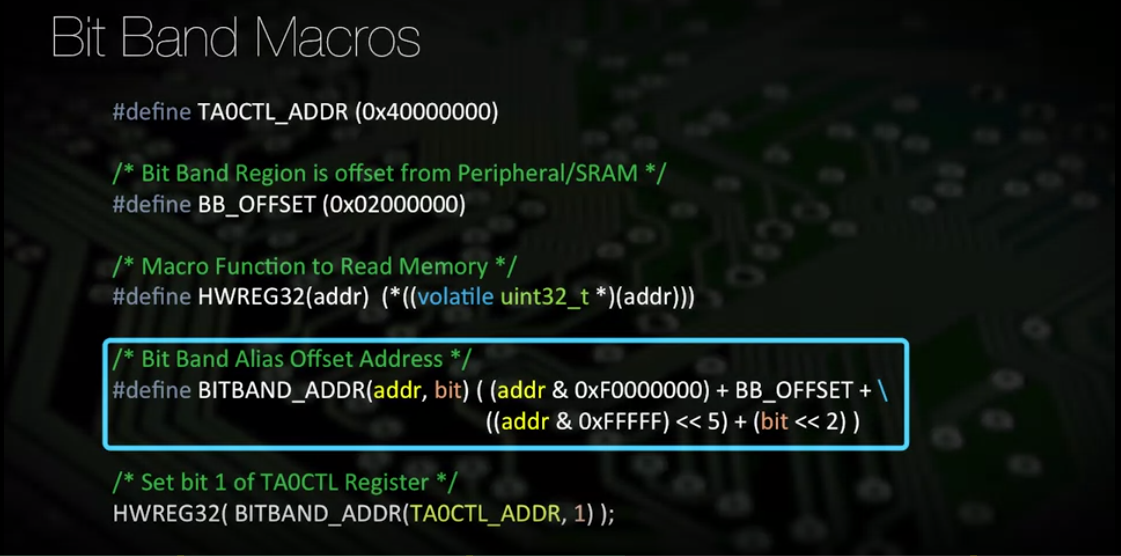 Bit Band Macros
#define TA0CTL_ADDR (0x40000000)
/* Bit Band Region is offset from Peripheral/SRAM */
#define BB_OFFSET (0x02000000)
/* Macro Function to Read Memory */
#define HWREG32(addr) (*((volatile uint32_t *)(addr)))
/* Bit Band Alias Offset Address */
#define BITBAND_ADDR(addr, bit) ( (addr & 0xF0000000) + BB_OFFSET + \
((addr & 0xFFFFF) << 5) + (bit << 2) )
/* Set bit 1 of TA0CTL Register */
HWREG32( BITBAND_ADDR(TA0CTL_ADDR, 1) );